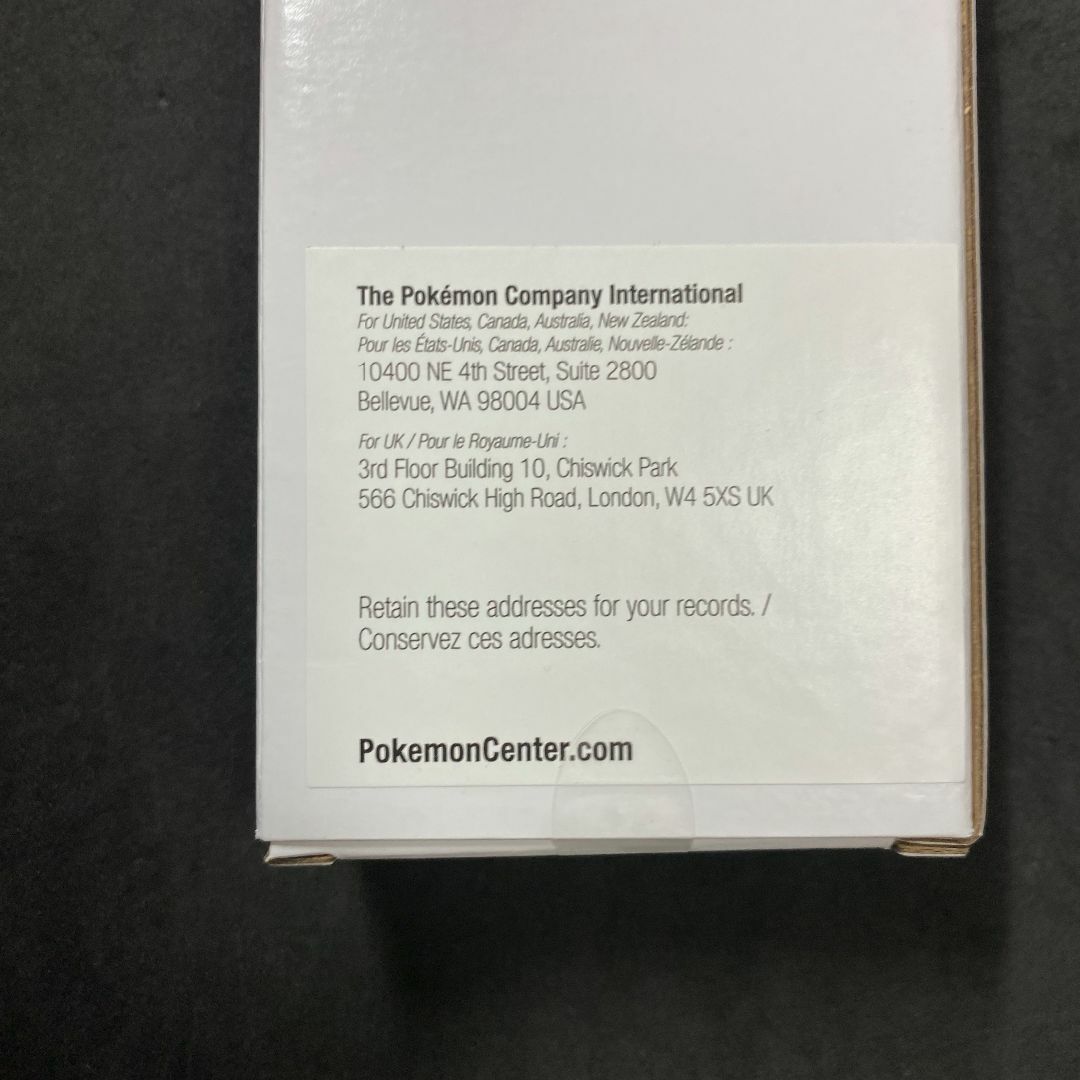 The Pokémon Company International
For United States, Canada, Australia, New Zealand:
Pour les États-Unis, Canada, Australie, Nouvelle-Zélande :
10400 NE 4th Street, Suite 2800
Bellevue, WA 98004 USA
For UK / Pour le Royaume-Uni :
3rd Floor Building 10, Chiswick Park
566 Chiswick High Road, London, W4 5XS UK
Retain these addresses for your records. /
Conservez ces adresses.
PokemonCenter.com